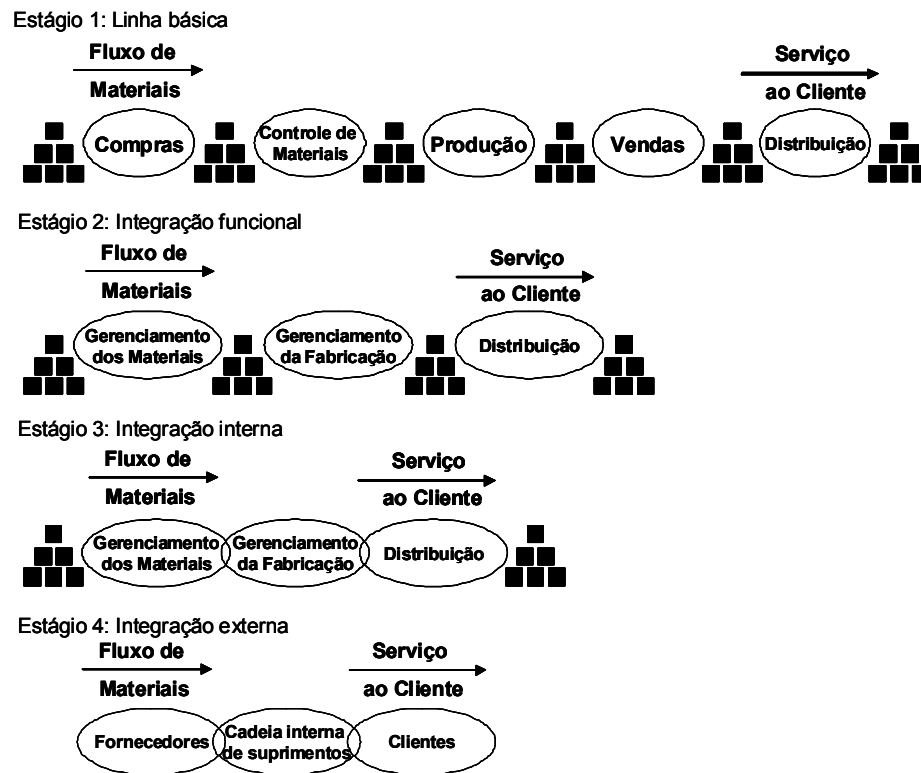 Estágio 1: Linha básica
Fluxo de
Materiais
Serviço
ao Cliente
Compras
Controle de
Materiais
Produção
Vendas
Distribuição
Estágio 2: Integração funcional
Fluxo de
Materiais
Serviço
ao Cliente
Gerenciamento
dos Materiais
Gerenciamento
da Fabricação
Distribuição
Estágio 3: Integração interna
Fluxo de
Materiais
Serviço
ao Cliente
Gerenciamento
dos Materiais
Gerenciamento
da Fabricação
Distribuição
Estágio 4: Integração externa
Fluxo de
Materiais
Serviço
ao Cliente
Fornecedores
Cadeia interna
de suprimentos
Clientes